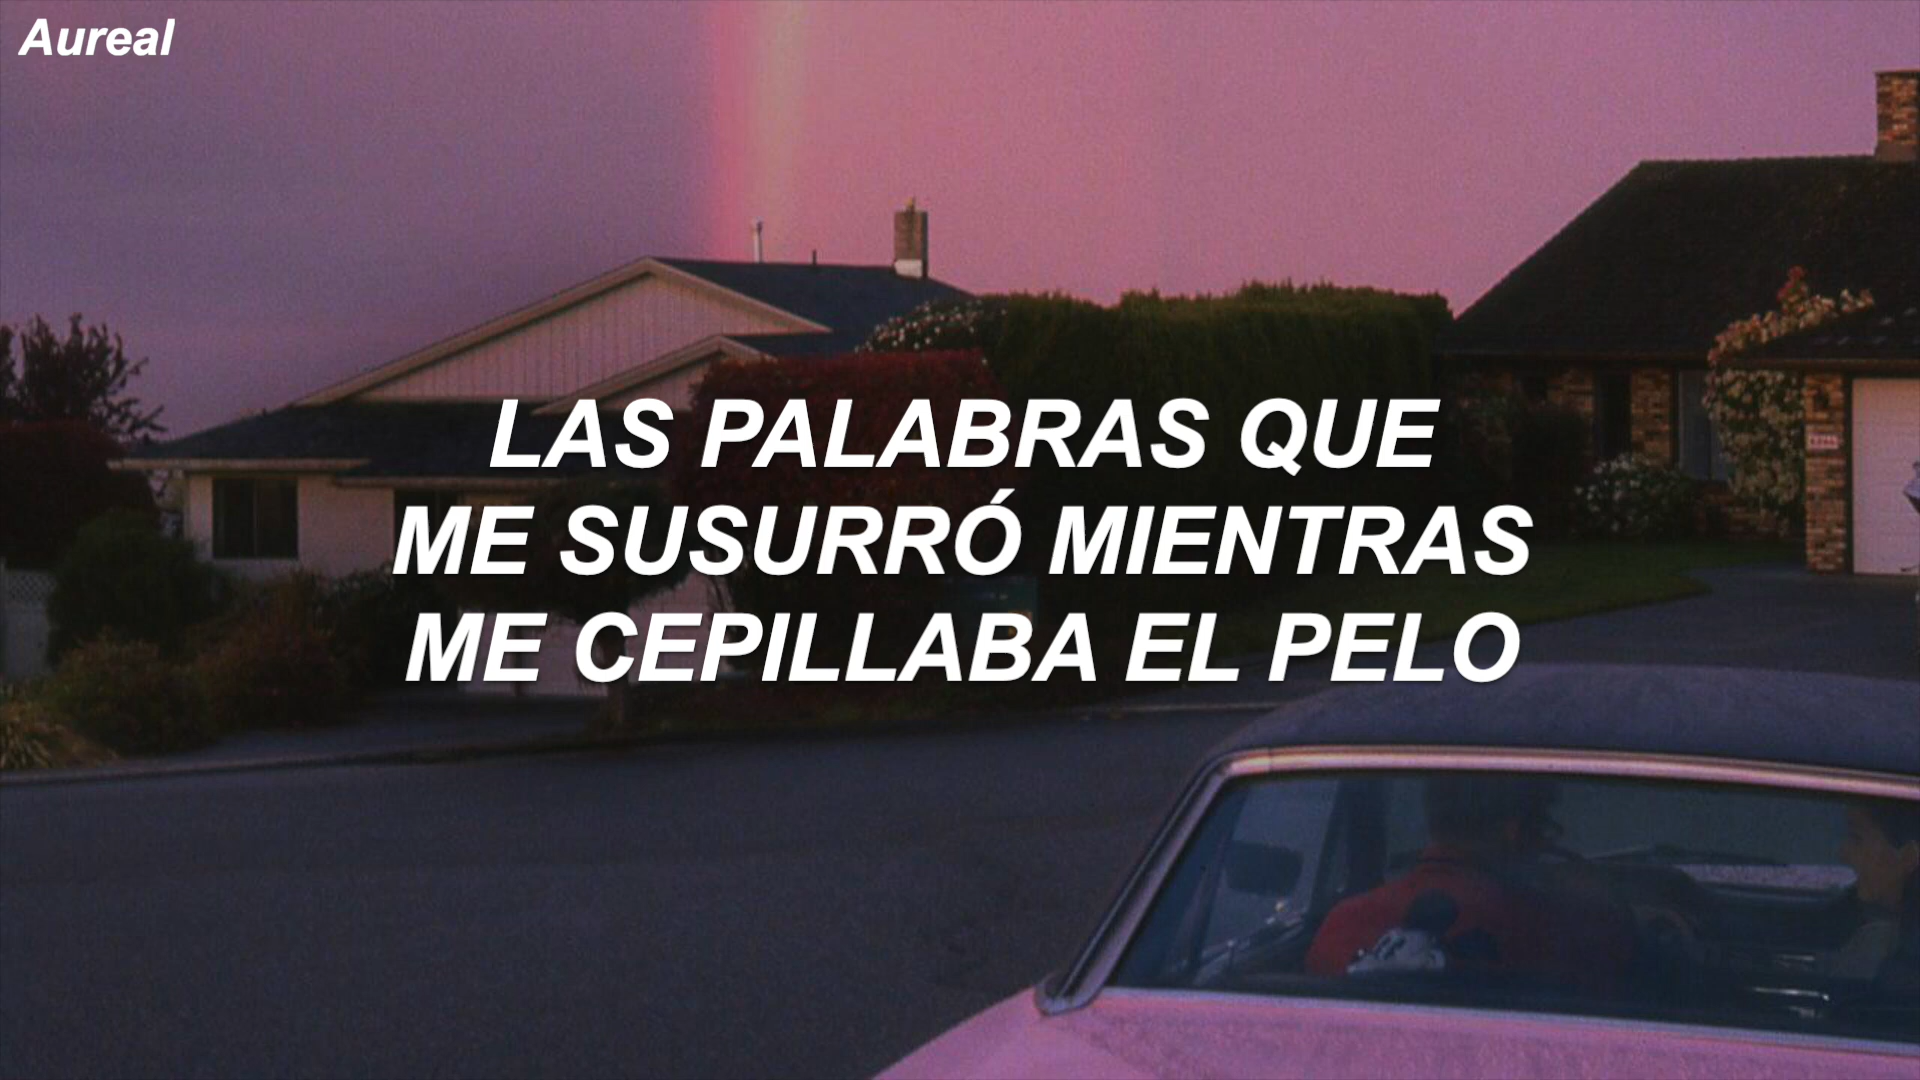 Aureal
LAS PALABRAS QUE
ME SUSURRÓ MIENTRAS
ME CEPILLABA EL PELO